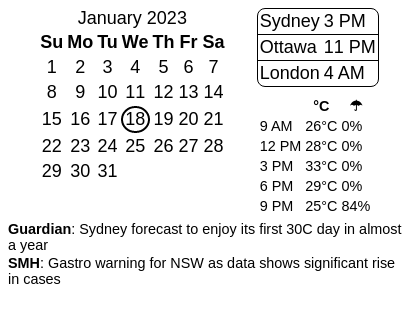 January 2023
Su Mo Tu We Th Fr Sa
1 2 3 4 5 6 7
8 9 10 11 12 13 14
15 16 17 18 19 20 21
22 23 24 25 26 27 28
29 30 31
Sydney 3 PM
Ottawa 11 PM
London 4 AM
°C ☂
9 AM 26°C 0%
12 PM 28°C 0%
3 PM 33°C 0%
6 PM 29°C 0%
9 PM 25°C 84%
Guardian: Sydney forecast to enjoy its first 30C day in almost
a year
SMH: Gastro warning for NSW as data shows significant rise
in cases